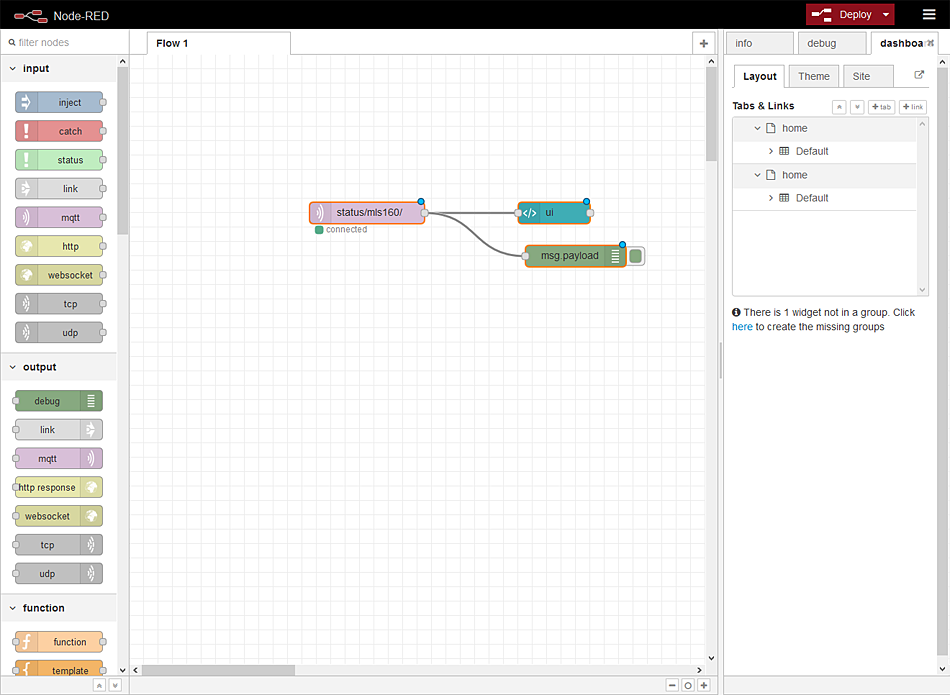 Node-RED
Deploy
filter nodes
Flow 1
info
debug
dashboa
input
inject
catch
status
link
mqtt
http
websocket
tcp
udp
output
debug
link
mqtt
http response
websocket
tcp
udp
function
function
template
status/mls160/
connected
ui
msg.payload
Layout
Theme
Site
Tabs & Links
tab
link
home
Default
home
Default
There is 1 widget not in a group. Click
here to create the missing groups